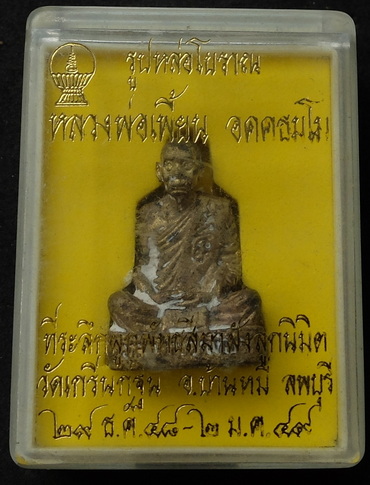 รูปหล่อโบราณ
หลวงพ่อเพี้ยน อคฺคธมฺโม
ที่ระลึกผูกพัทธสีมาฝังลูกนิมิต
วัดเกริ่นกฐิน อ.บ้านหมี่ ลพบุรี
๒๗ ธ.ค.๔๘-๒ ม.ค.๔๙